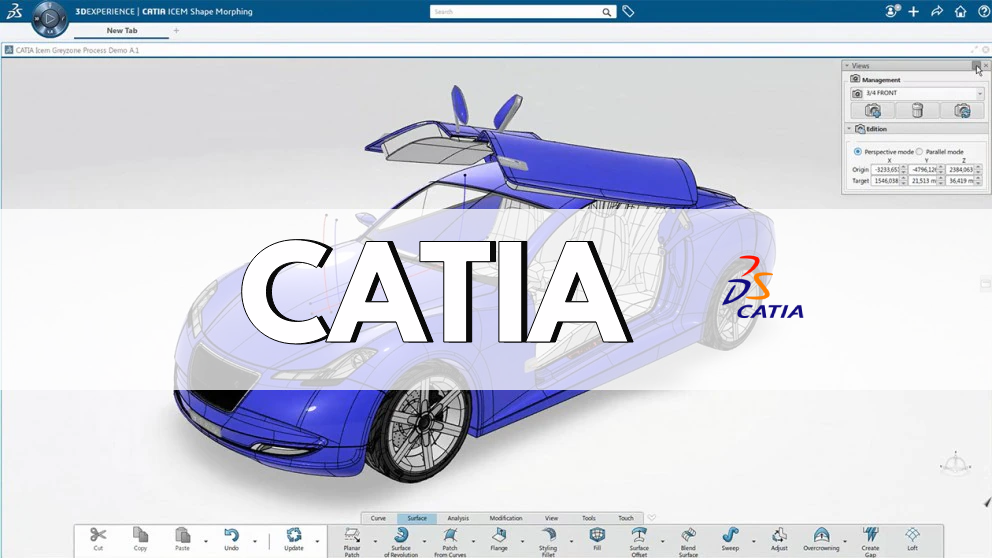 3DEXPERIENCE | CATIA ICEM Shape Morphing
Search
New Tab
+
CATIA Icem Greyzone Process Demo A.1
Views
Management
3/4 FRONT
Edition
Perspective mode Parallel mode
X Y Z
Origin -3233,65 -4796,12 2384,063
Target 1546,038 21,513 m 36,419 m
CATIA
CATIA
Curve Surface Analysis Modification View Tools Touch
Cut Copy Paste Undo Update
Planar Patch
Surface of Revolution
Patch From Curves
Flange
Styling Fillet
Fill
Surface Offset
Blend Surface
Sweep
Adjust
Overcrowning
Create Gap
Loft